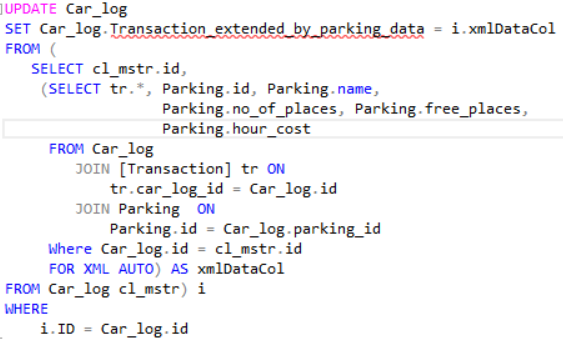 UPDATE Car_log
SET Car_log.Transaction_extended_by_parking_data = i.xmlDataCol
FROM (
SELECT cl_mstr.id,
(SELECT tr.*, Parking.id, Parking.name,
Parking.no_of_places, Parking.free_places,
Parking.hour_cost
FROM Car_log
JOIN [Transaction] tr ON
tr.car_log_id = Car_log.id
JOIN Parking  ON
Parking.id = Car_log.parking_id
Where Car_log.id = cl_mstr.id
FOR XML AUTO) AS xmlDataCol
FROM Car_log cl_mstr) i
WHERE
i.ID = Car_log.id